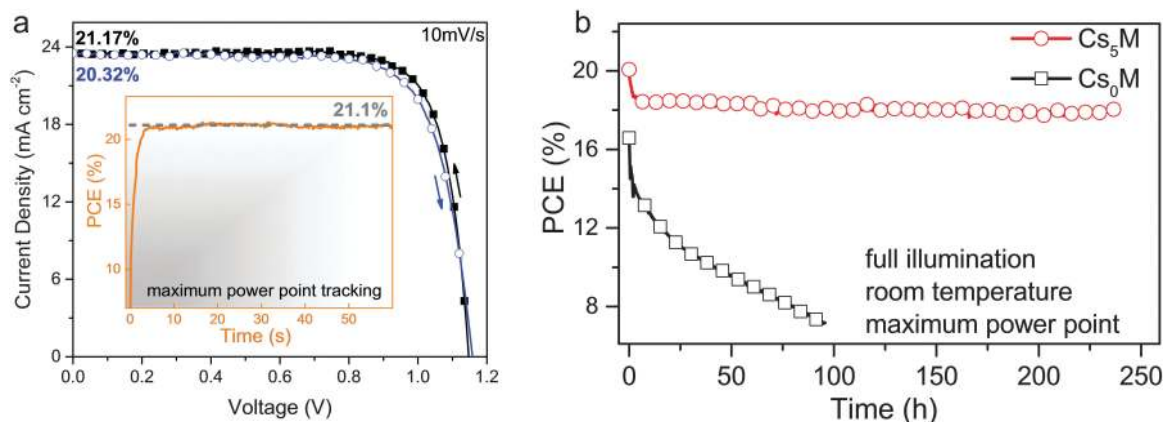 a
10mV/s
21.17%
20.32%
21.1%
24
18
12
6
0
Current Density (mA cm⁻²)
0.0 0.2 0.4 0.6 0.8 1.0 1.2
Voltage (V)
20
15
10
PCE (%)
0 10 20 30 40 50
Time (s)
maximum power point tracking
b
Cs₅M
Cs₀M
20
16
12
8
PCE (%)
full illumination
room temperature
maximum power point
0 50 100 150 200 250
Time (h)